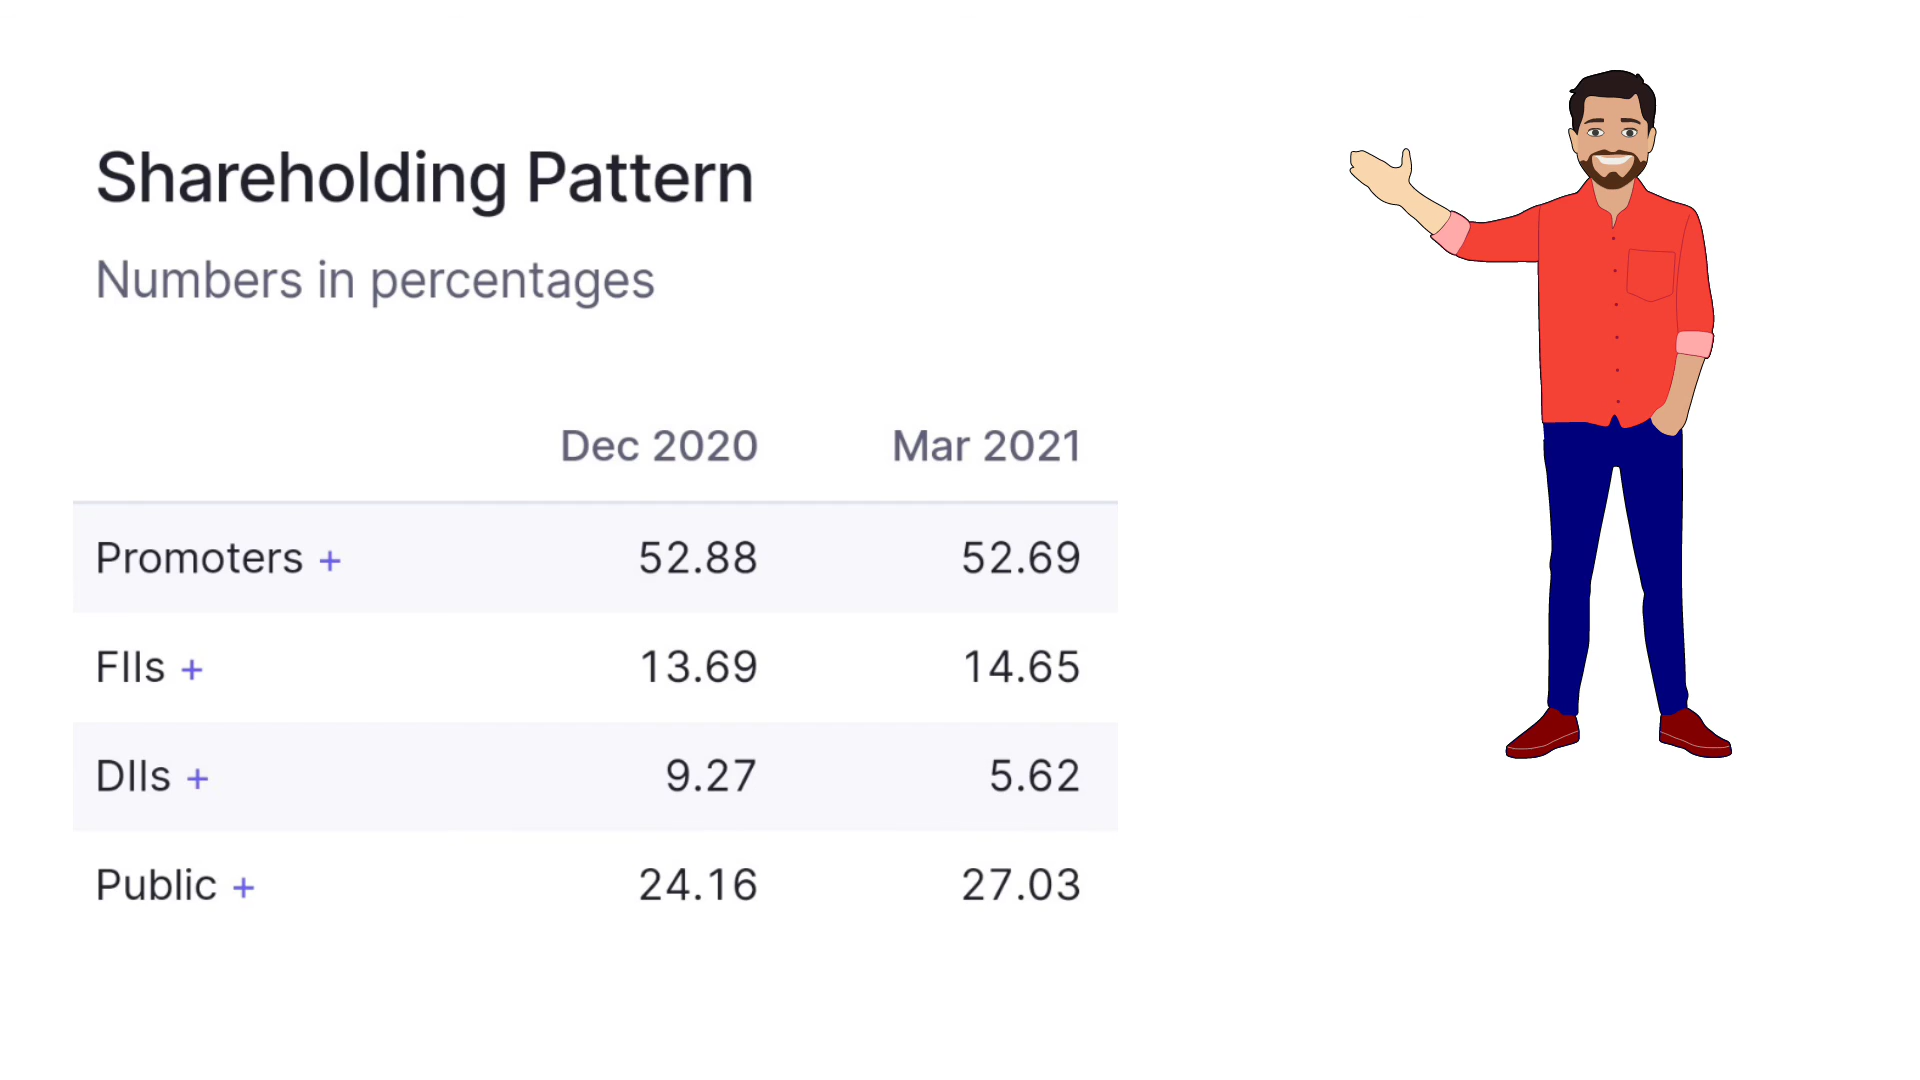 Shareholding Pattern
Numbers in percentages
Dec 2020 Mar 2021
Promoters + 52.88 52.69
FIIs + 13.69 14.65
DIIs + 9.27 5.62
Public + 24.16 27.03